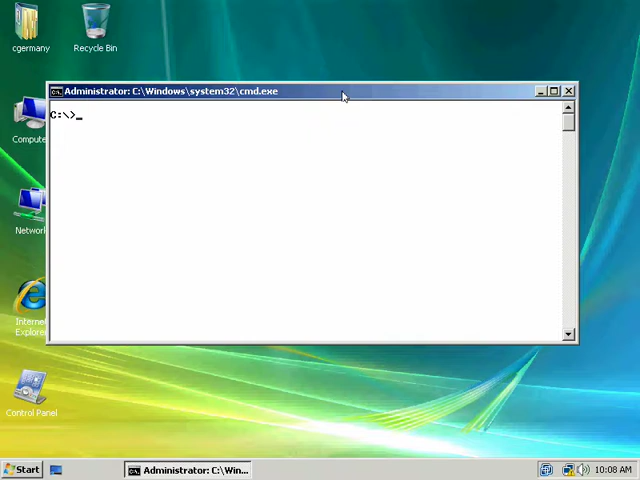 cgermany
Recycle Bin
Administrator: C:\Windows\system32\cmd.exe
C:\>_
Compute
Network
Internet
Explorer
Control Panel
Start
Administrator: C:\Win...
10:08 AM